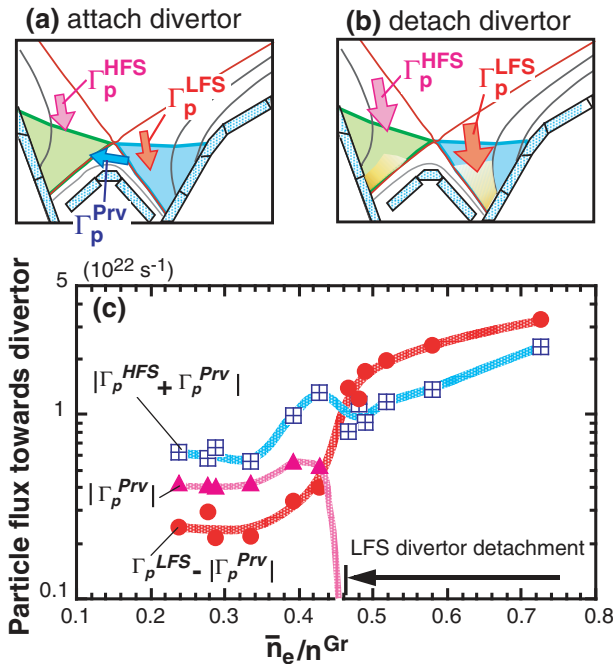 (a) attach divertor
Γp^HFS
Γp^LFS
Γp^Prv
(b) detach divertor
Γp^HFS
Γp^LFS
Particle flux towards divertor
(10^22 s^-1)
(c)
5
1
0.1
|Γp^HFS + Γp^Prv|
|Γp^Prv|
Γp^LFS - |Γp^Prv|
LFS divertor detachment
0.1 0.2 0.3 0.4 0.5 0.6 0.7 0.8
n̄e/n^Gr